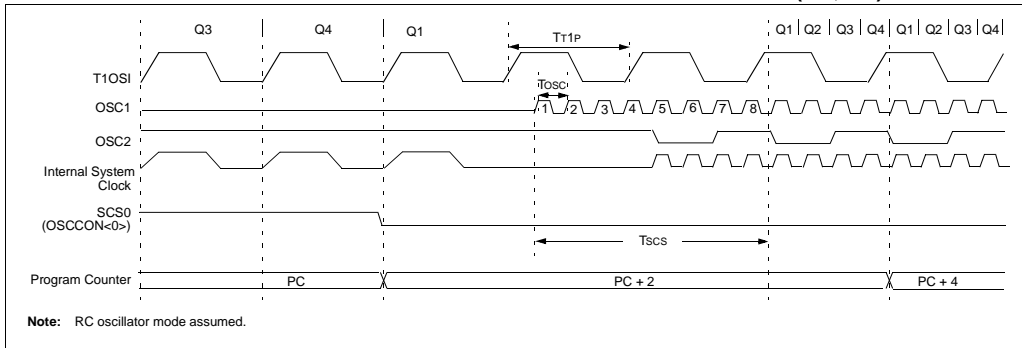 Q3 Q4 Q1 Q1 Q2 Q3 Q4 Q1 Q2 Q3 Q4
TT1P
T1OSI
TOSC
OSC1 1 2 3 4 5 6 7 8
OSC2
Internal System
Clock
SCS0
(OSCCON<0>)
TSCS
Program Counter PC PC + 2 PC + 4
Note: RC oscillator mode assumed.